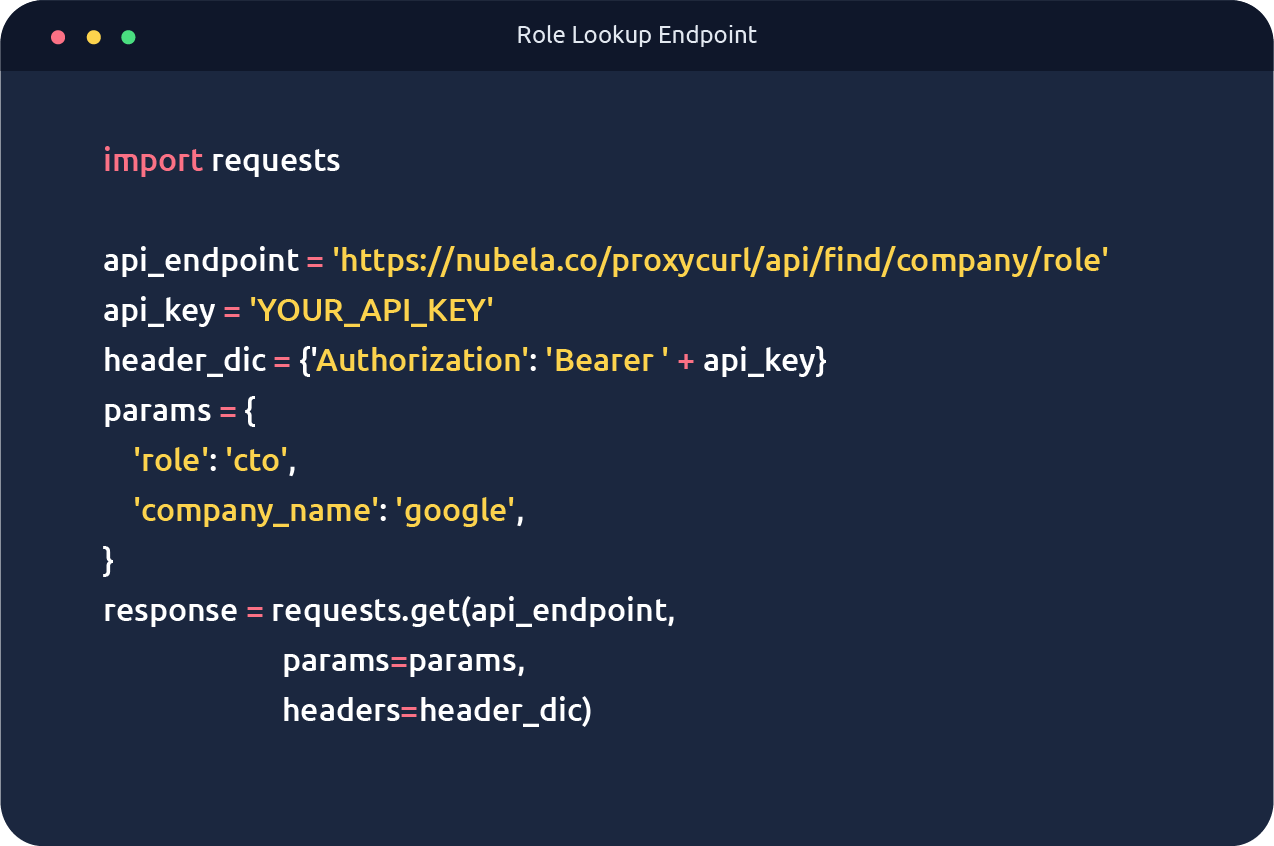 Role Lookup Endpoint
import requests
api_endpoint = 'https://nubela.co/proxycurl/api/find/company/role'
api_key = 'YOUR_API_KEY'
header_dic = {'Authorization': 'Bearer ' + api_key}
params = {
    'role': 'cto',
    'company_name': 'google',
}
response = requests.get(api_endpoint,
                        params=params,
                        headers=header_dic)